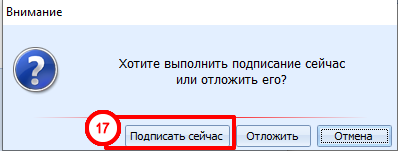 Внимание
Хотите выполнить подписание сейчас
или отложить его?
17 Подписать сейчас Отложить Отмена